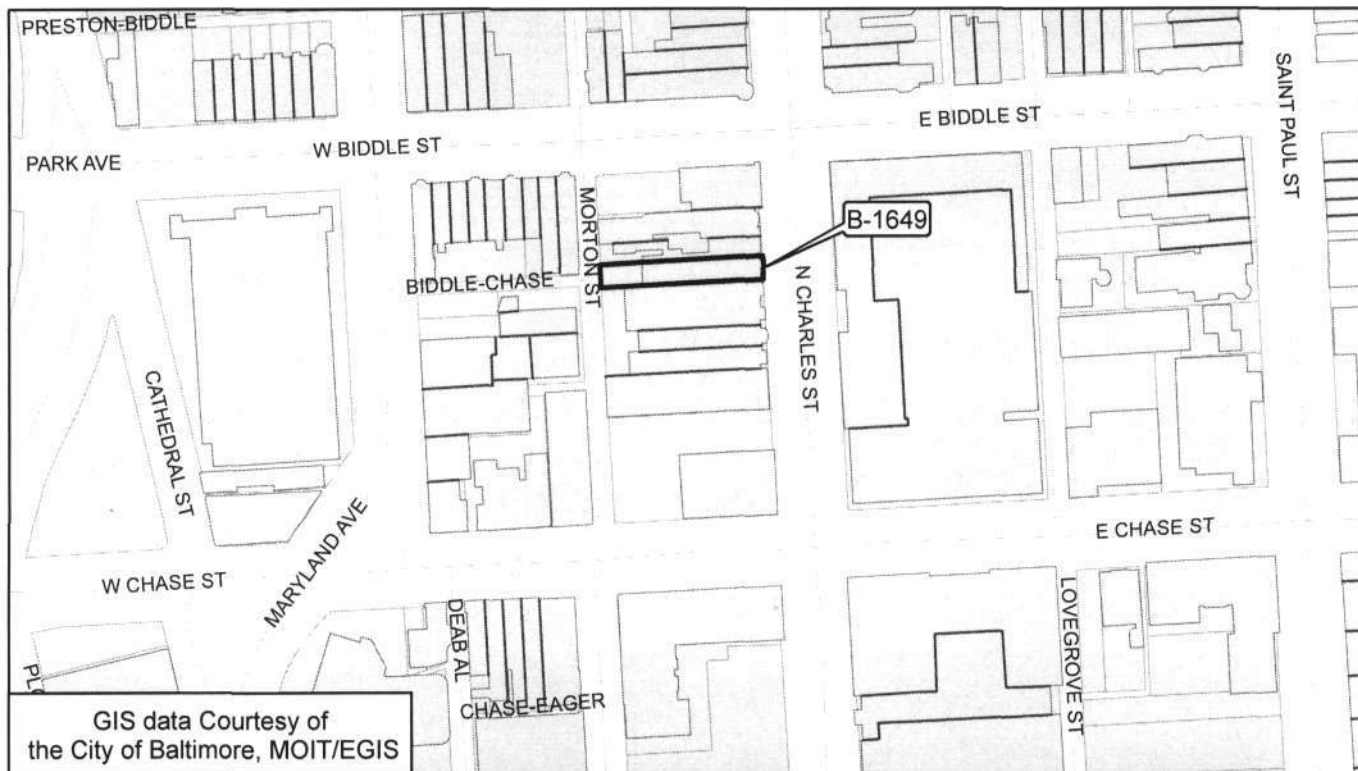 PRESTON-BIDDLE
SAINT PAUL ST
E BIDDLE ST
W BIDDLE ST
PARK AVE
MORTON ST
B-1649
BIDDLE-CHASE
N CHARLES ST
CATHEDRAL ST
E CHASE ST
MARYLAND AVE
W CHASE ST
DEAB AL
LOVEGROVE ST
CHASE-EAGER
GIS data Courtesy of
the City of Baltimore, MOIT/EGIS